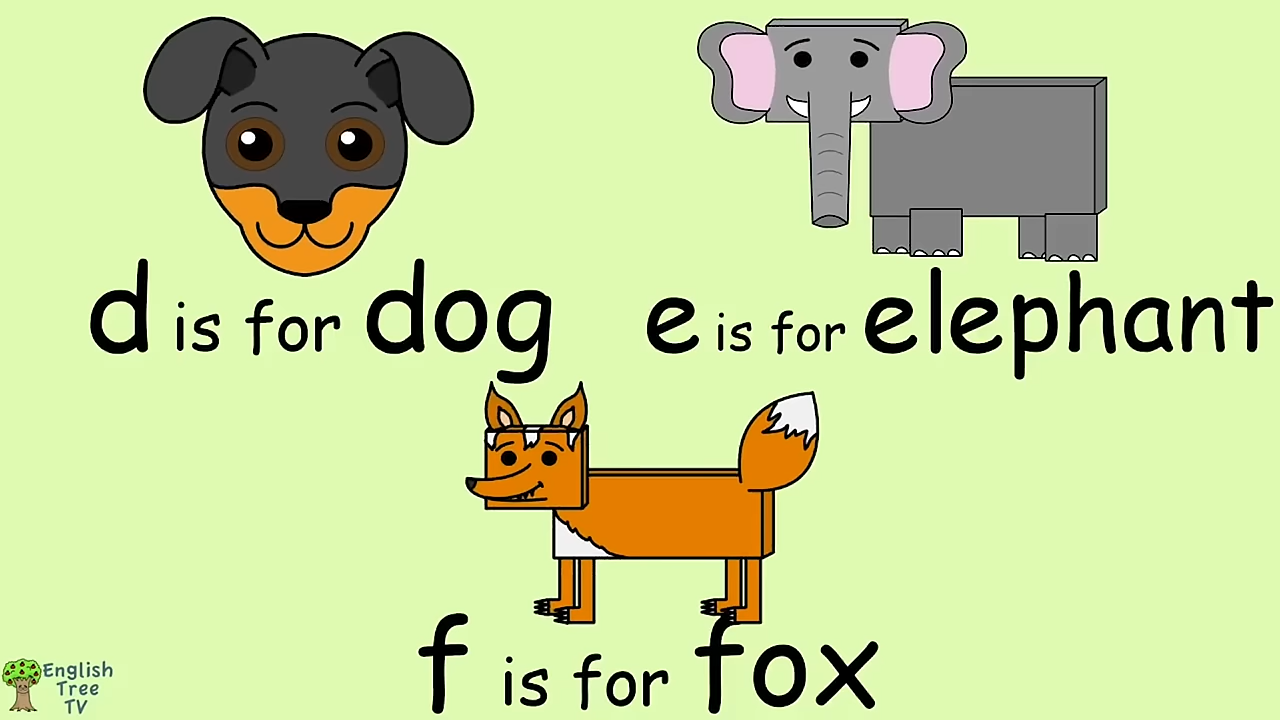 d is for dog
e is for elephant
f is for fox
English
Tree
TV